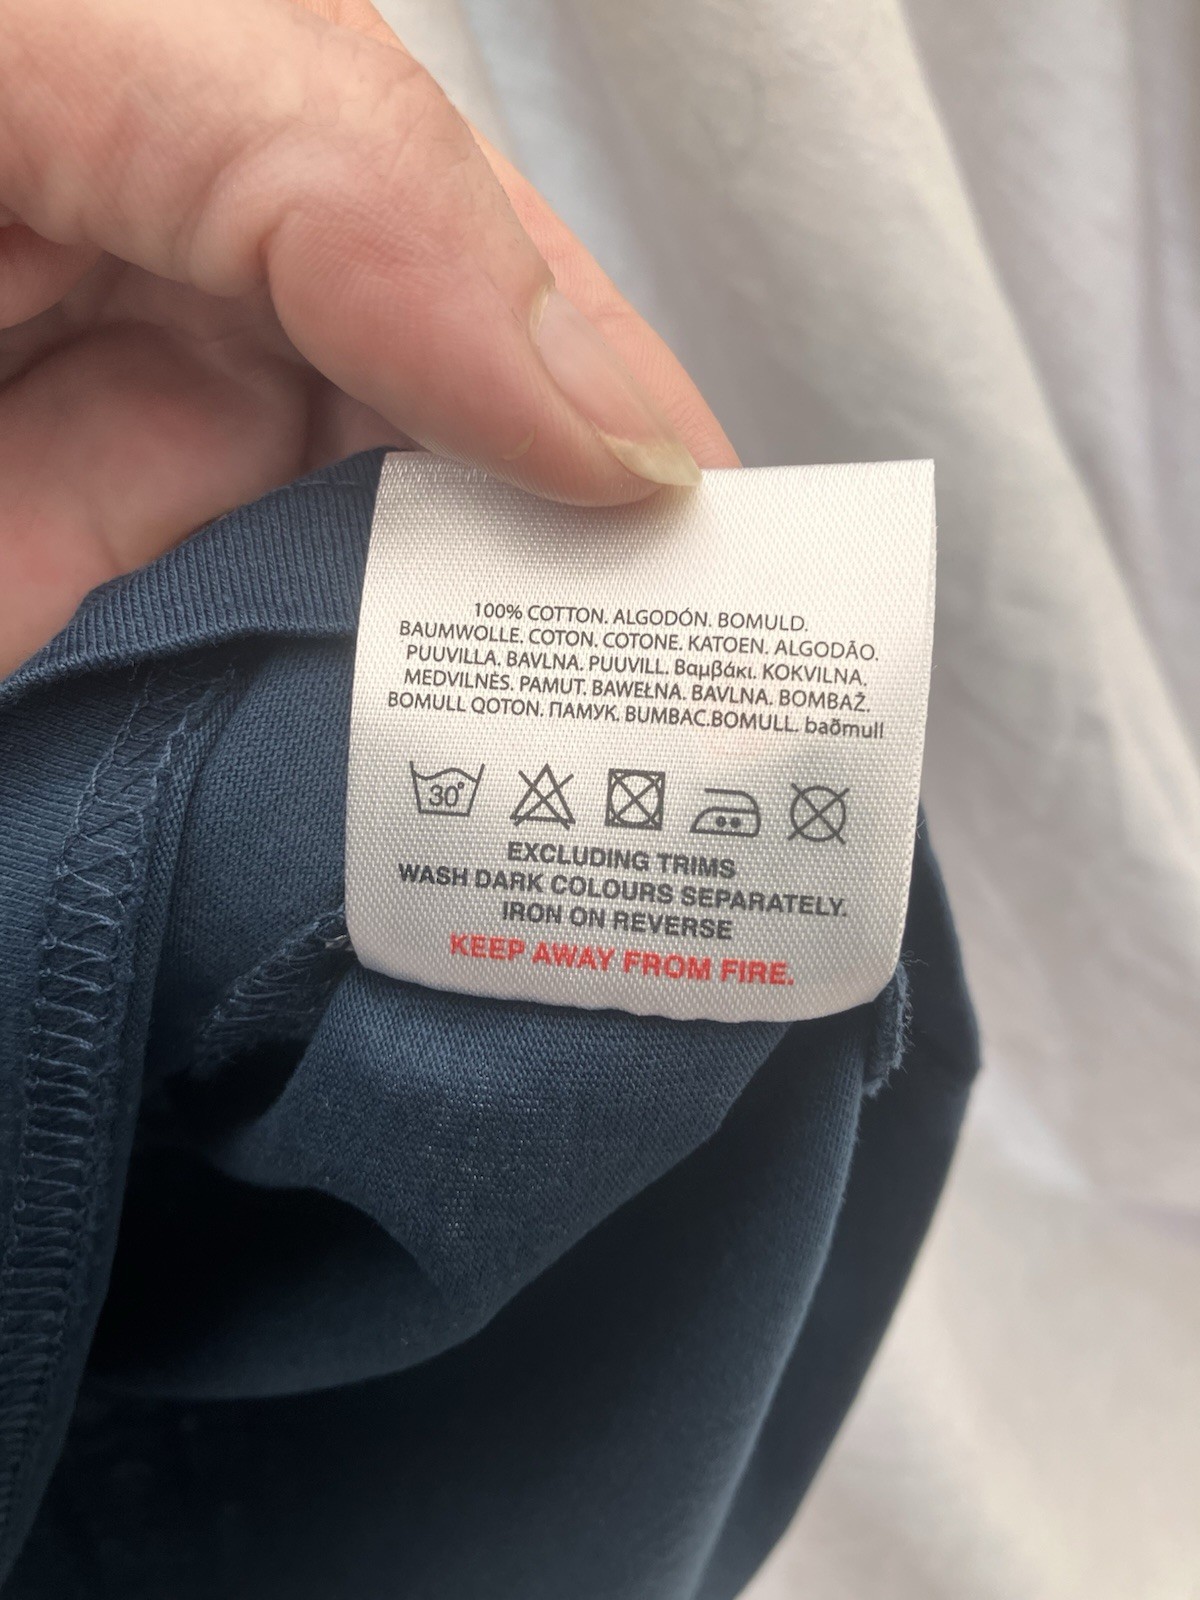 100% COTTON. ALGODÓN. BOMULD.
BAUMWOLLE. COTON. COTONE. KATOEN. ALGODÃO.
PUUVILLA. BAVLNA. PUUVILL. Βαμβάκι. KOKVILNA.
MEDVILNĖS. PAMUT. BAWEŁNA. BAVLNA. BOMBAŽ.
BOMULL QOTON. ПАМУК. BUMBAC.BOMULL. baðmull
30°
EXCLUDING TRIMS
WASH DARK COLOURS SEPARATELY.
IRON ON REVERSE
KEEP AWAY FROM FIRE.